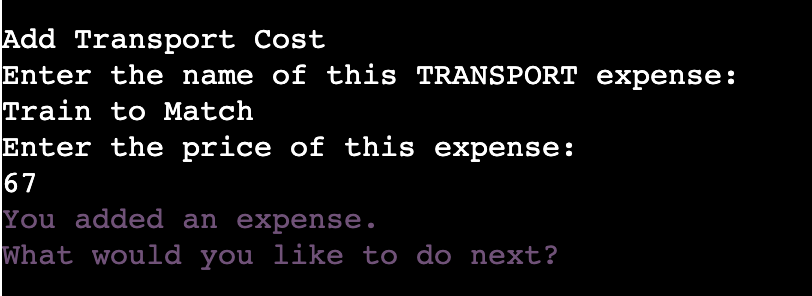 Add Transport Cost
Enter the name of this TRANSPORT expense:
Train to Match
Enter the price of this expense:
67
You added an expense.
What would you like to do next?